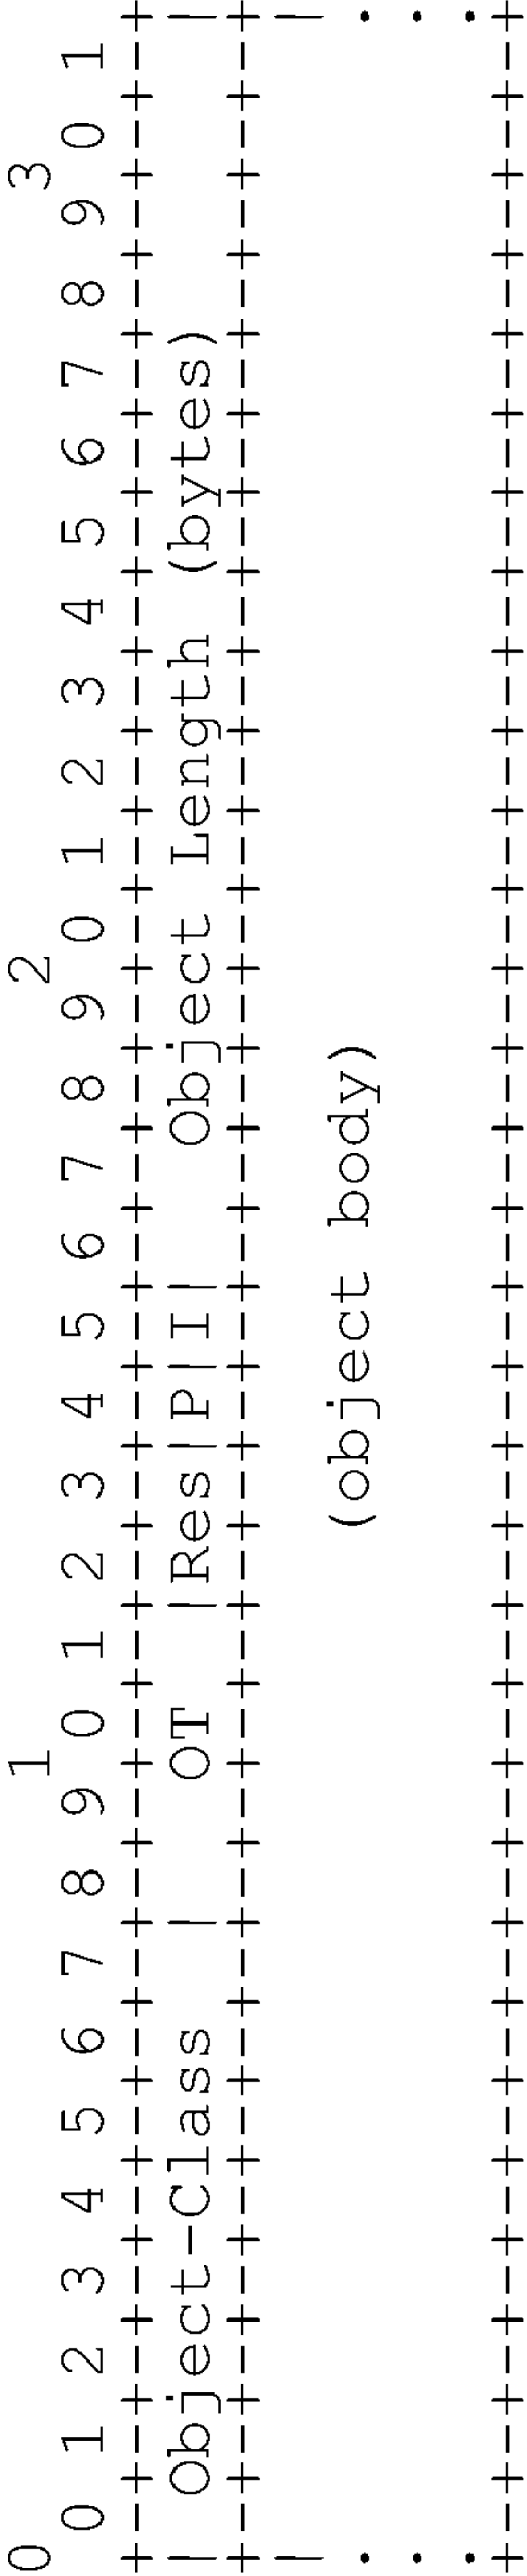 0                   1                   2                   3
 0 1 2 3 4 5 6 7 8 9 0 1 2 3 4 5 6 7 8 9 0 1 2 3 4 5 6 7 8 9 0 1
+-+-+-+-+-+-+-+-+-+-+-+-+-+-+-+-+-+-+-+-+-+-+-+-+-+-+-+-+-+-+-+-+
| Object-Class  |   OT  |Res|P|I|   Object Length (bytes)       |
+-+-+-+-+-+-+-+-+-+-+-+-+-+-+-+-+-+-+-+-+-+-+-+-+-+-+-+-+-+-+-+-+
|                                                               |
.                         (object body)                         .
.                                                               .
.                                                               .
+-+-+-+-+-+-+-+-+-+-+-+-+-+-+-+-+-+-+-+-+-+-+-+-+-+-+-+-+-+-+-+-+